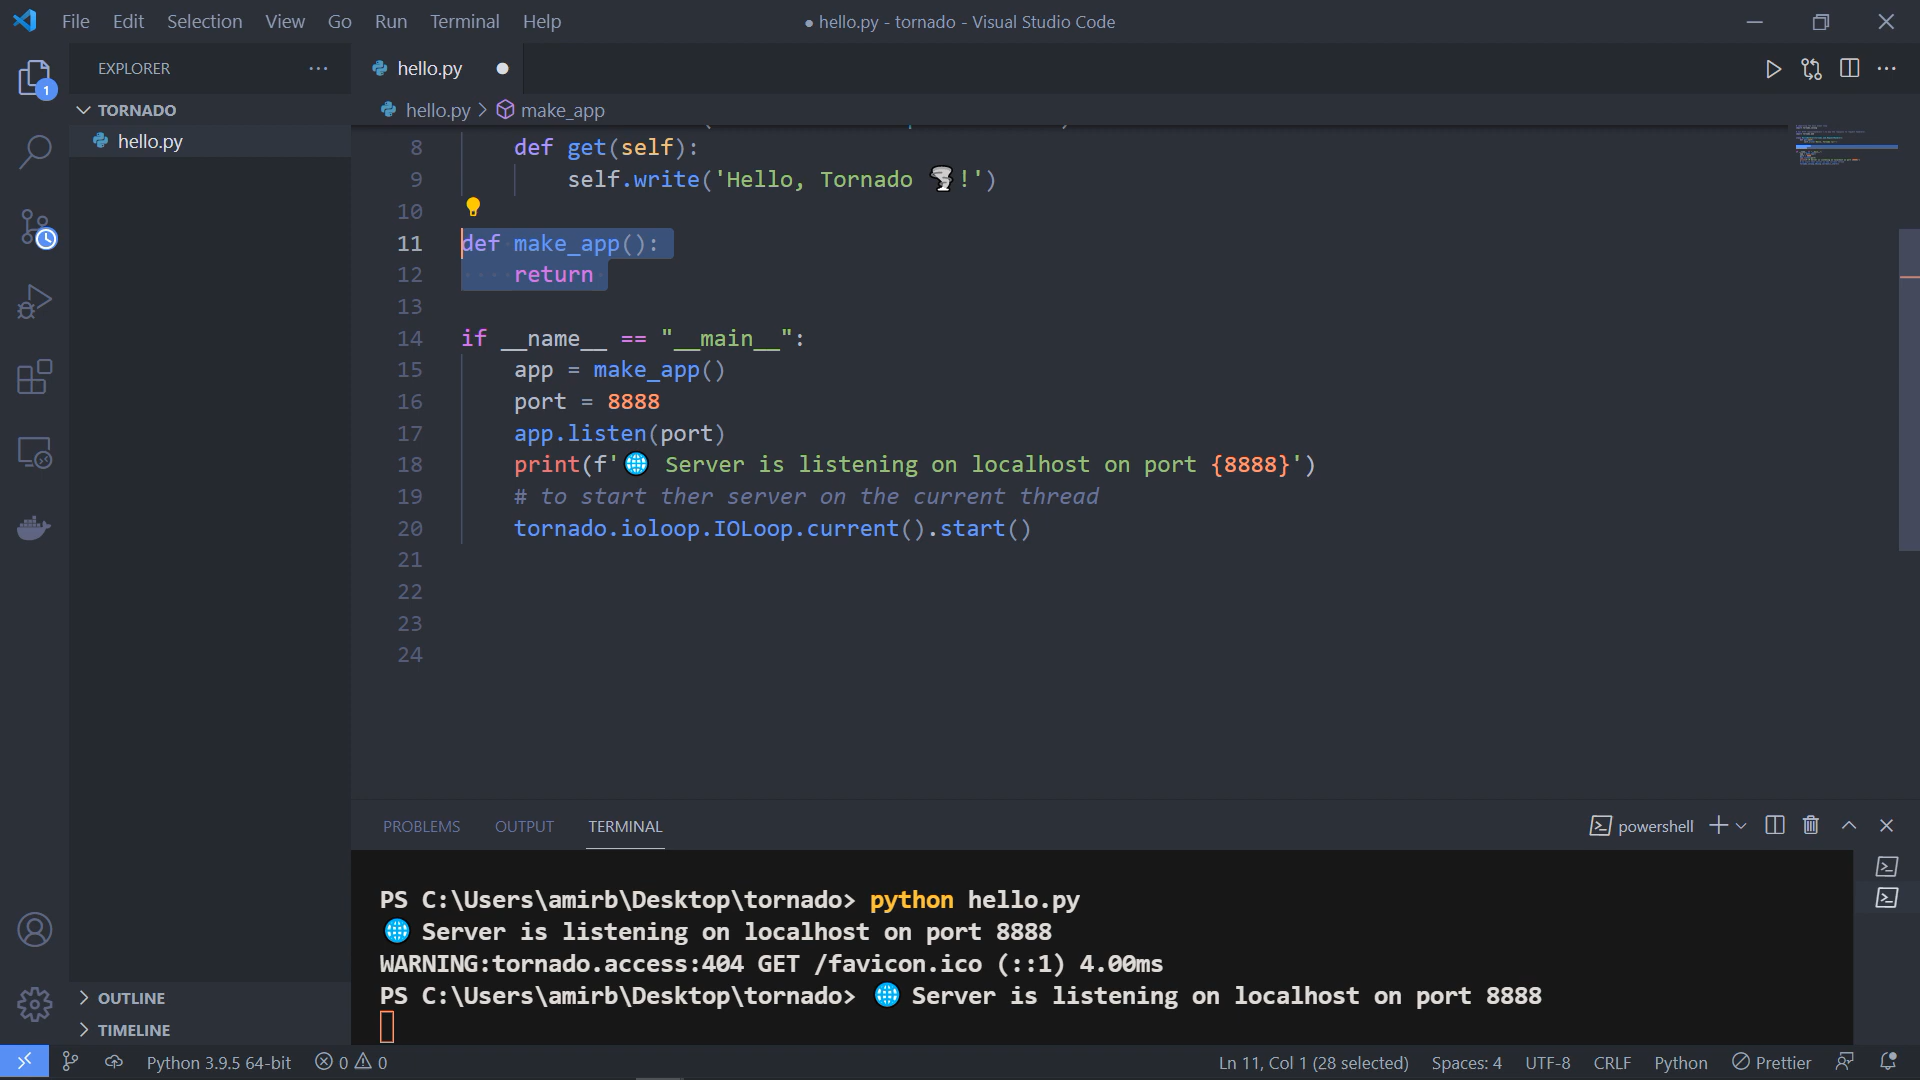 File Edit Selection View Go Run Terminal Help
● hello.py - tornado - Visual Studio Code
EXPLORER ···
hello.py ●
1
TORNADO
hello.py > make_app
hello.py
8 def get(self):
9 self.write('Hello, Tornado 🌪!')
10
11 def make_app():
12 return
13
14 if __name__ == "__main__":
15 app = make_app()
16 port = 8888
17 app.listen(port)
18 print(f'🌐 Server is listening on localhost on port {8888}')
19 # to start ther server on the current thread
20 tornado.ioloop.IOLoop.current().start()
21
22
23
24
PROBLEMS OUTPUT TERMINAL
powershell
PS C:\Users\amirb\Desktop\tornado> python hello.py
🌐 Server is listening on localhost on port 8888
WARNING:tornado.access:404 GET /favicon.ico (::1) 4.00ms
PS C:\Users\amirb\Desktop\tornado> 🌐 Server is listening on localhost on port 8888
OUTLINE
TIMELINE
Python 3.9.5 64-bit 0 0
Ln 11, Col 1 (28 selected) Spaces: 4 UTF-8 CRLF Python Prettier